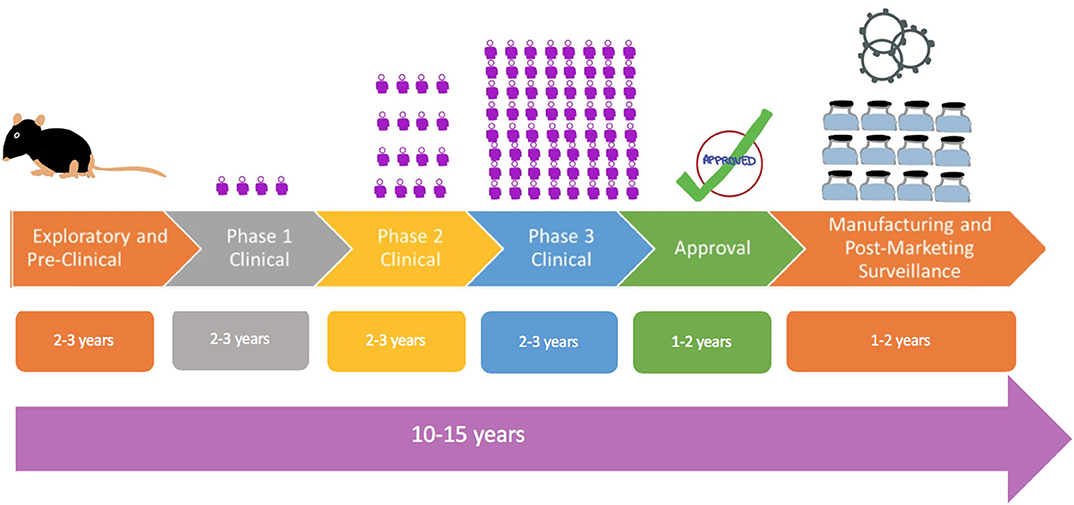 APPROVED
Exploratory and
Pre-Clinical
Phase 1
Clinical
Phase 2
Clinical
Phase 3
Clinical
Approval
Manufacturing and
Post-Marketing
Surveillance
2-3 years
2-3 years
2-3 years
2-3 years
1-2 years
1-2 years
10-15 years